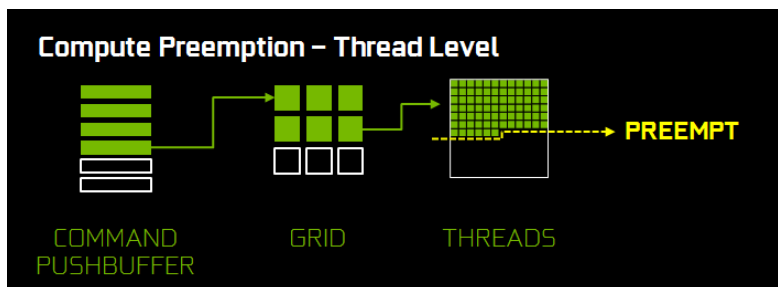 Compute Preemption – Thread Level
PREEMPT
COMMAND
PUSHBUFFER
GRID
THREADS